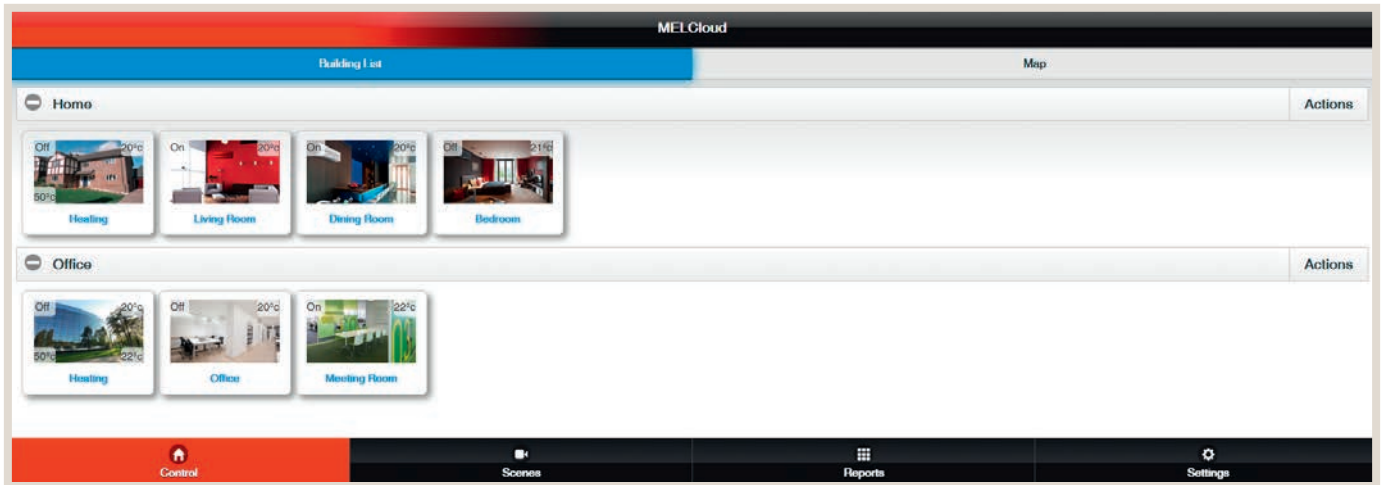 MELCloud
Building List Map
Home Actions
Off 20°c On 20°c On 20°c Off 21°c
50°c
Heating Living Room Dining Room Bedroom
Office Actions
Off 20°c Off 20°c On 22°c
50°c 22°c
Heating Office Meeting Room
Control Scenes Reports Settings